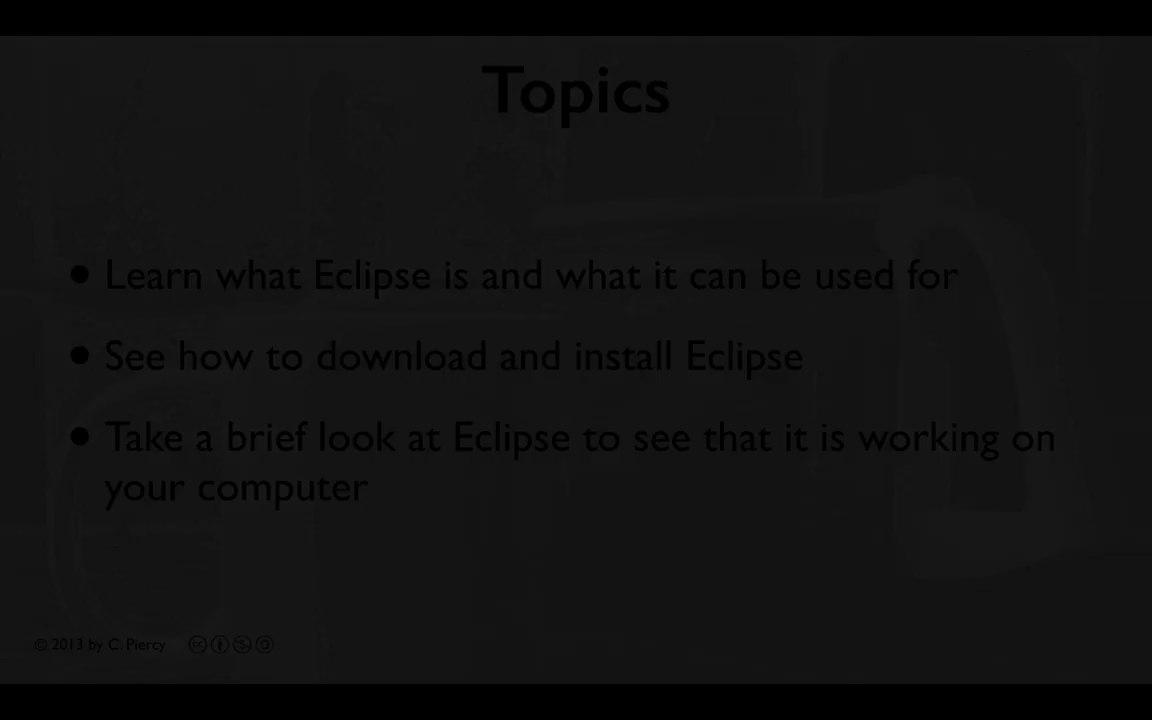 Topics
• Learn what Eclipse is and what it can be used for
• See how to download and install Eclipse
• Take a brief look at Eclipse to see that it is working on
your computer
© 2013 by C. Piercy